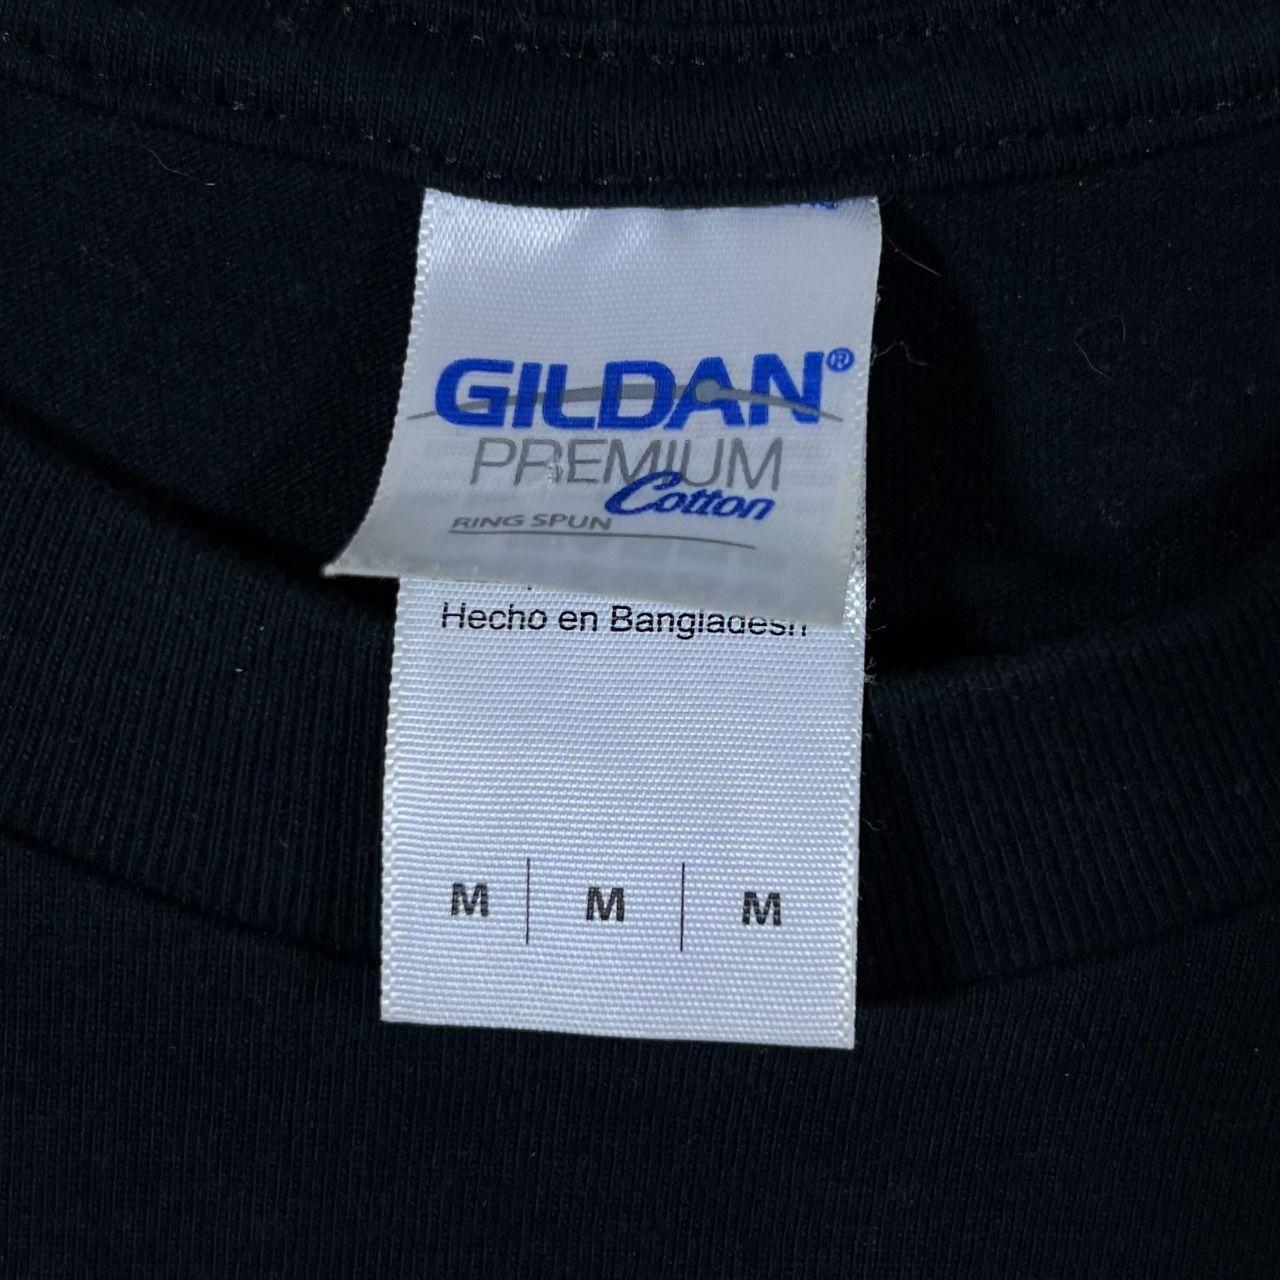 GILDAN®
PREMIUM
Cotton
RING SPUN
Hecho en Bangladesh
M | M | M